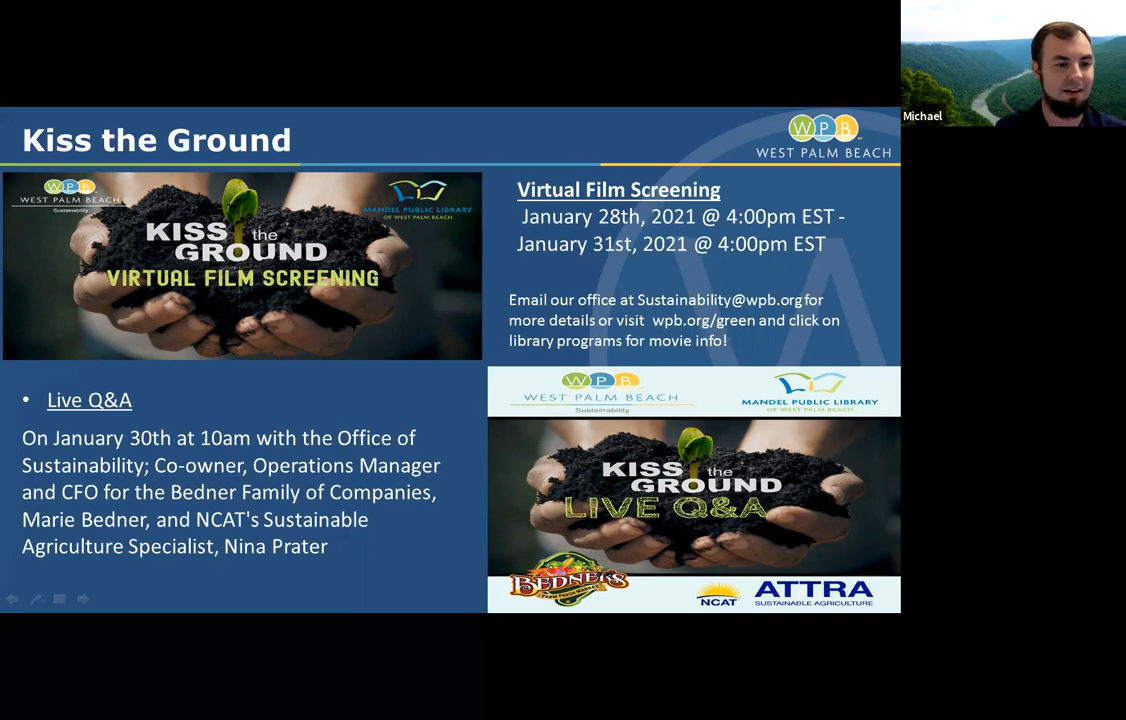 Michael
Kiss the Ground
WPB
WEST PALM BEACH
WPB
WEST PALM BEACH
Sustainability
MANDEL PUBLIC LIBRARY
OF WEST PALM BEACH
KISS the
GROUND
VIRTUAL FILM SCREENING
Virtual Film Screening
January 28th, 2021 @ 4:00pm EST -
January 31st, 2021 @ 4:00pm EST
Email our office at Sustainability@wpb.org for
more details or visit wpb.org/green and click on
library programs for movie info!
• Live Q&A
On January 30th at 10am with the Office of
Sustainability; Co-owner, Operations Manager
and CFO for the Bedner Family of Companies,
Marie Bedner, and NCAT's Sustainable
Agriculture Specialist, Nina Prater
WPB
WEST PALM BEACH
Sustainability
MANDEL PUBLIC LIBRARY
OF WEST PALM BEACH
KISS the
GROUND
LIVE Q&A
BEDNER'S
FARM FRESH MARKET
NCAT
ATTRA
SUSTAINABLE AGRICULTURE